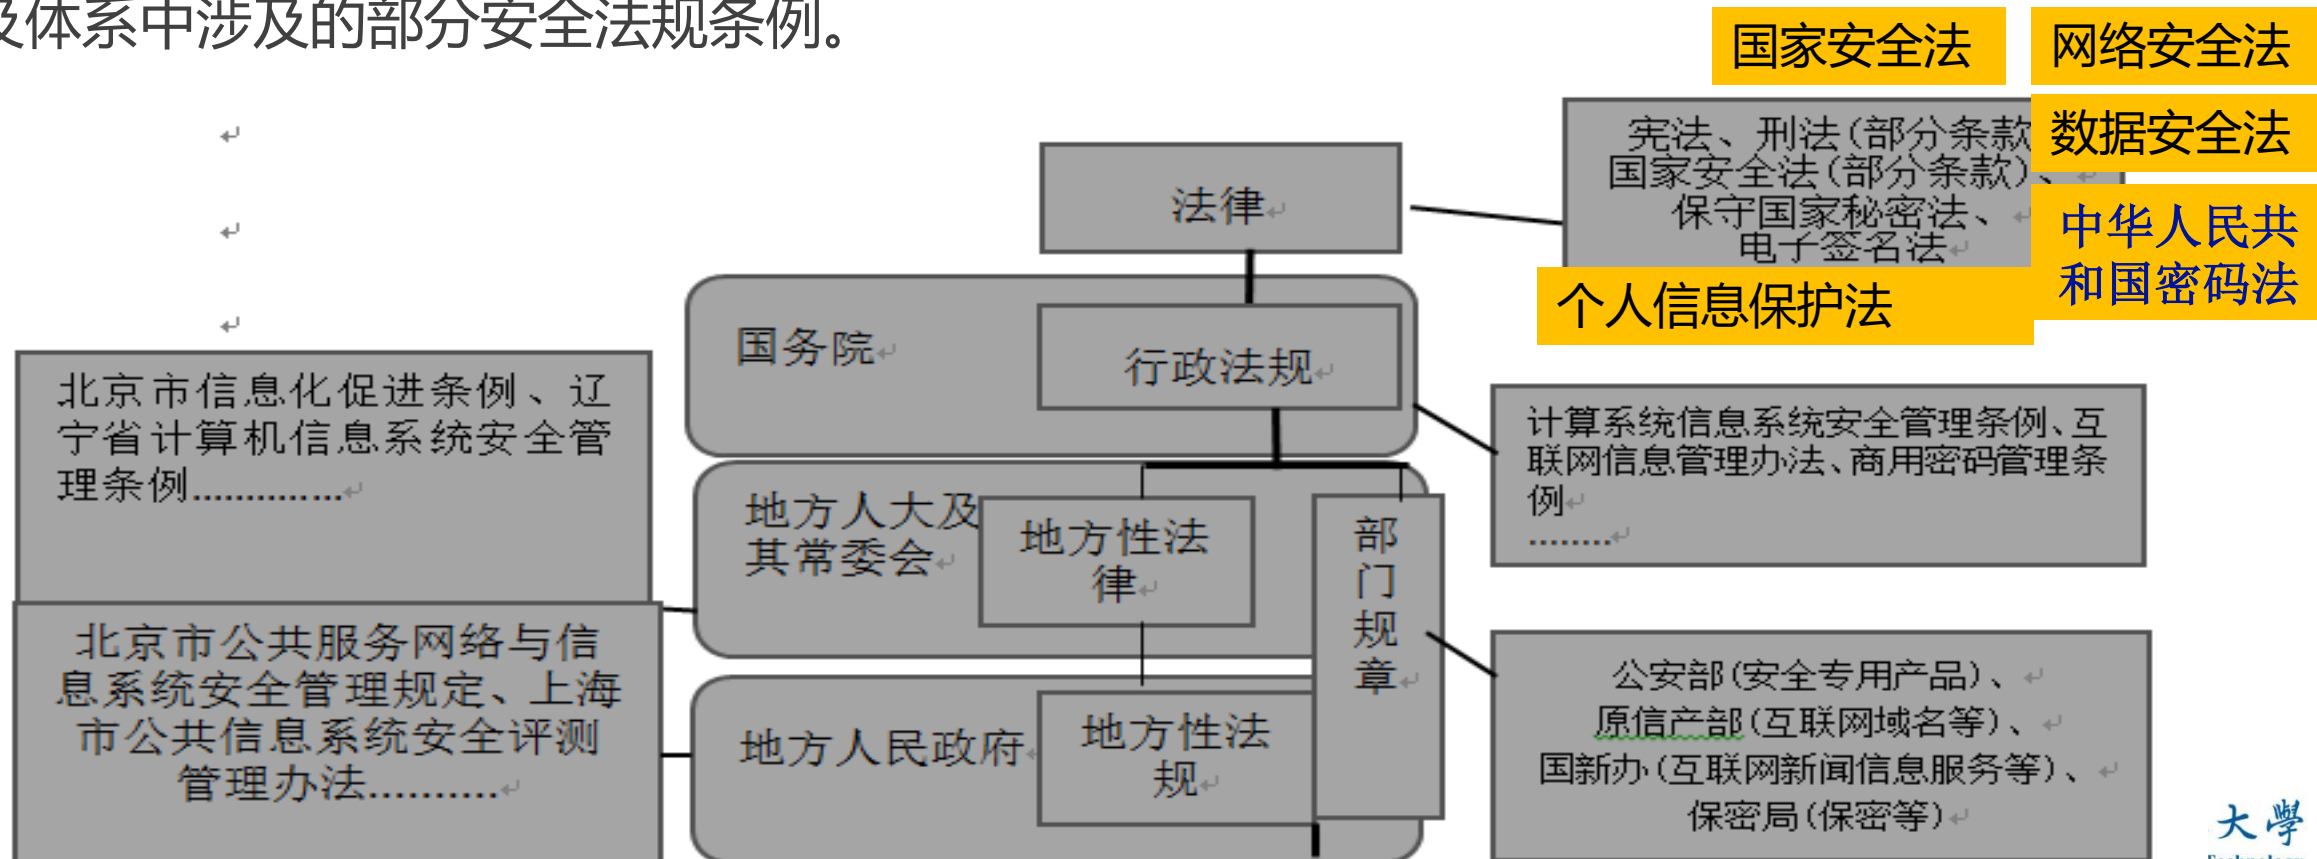 及体系中涉及的部分安全法规条例。
国家安全法
网络安全法
数据安全法
中华人民共
和国密码法
个人信息保护法
宪法、刑法(部分条款
国家安全法(部分条款)、
保守国家秘密法、
电子签名法
法律
国务院
行政法规
计算系统信息系统安全管理条例、互
联网信息管理办法、商用密码管理条
例
........
北京市信息化促进条例、辽
宁省计算机信息系统安全管
理条例..............
地方人大及
其常委会
地方性法
律
部
门
规
章
北京市公共服务网络与信
息系统安全管理规定、上海
市公共信息系统安全评测
管理办法..........
地方人民政府
地方性法
规
公安部(安全专用产品)、
原信产部(互联网域名等)、
国新办(互联网新闻信息服务等)、
保密局(保密等)
大學